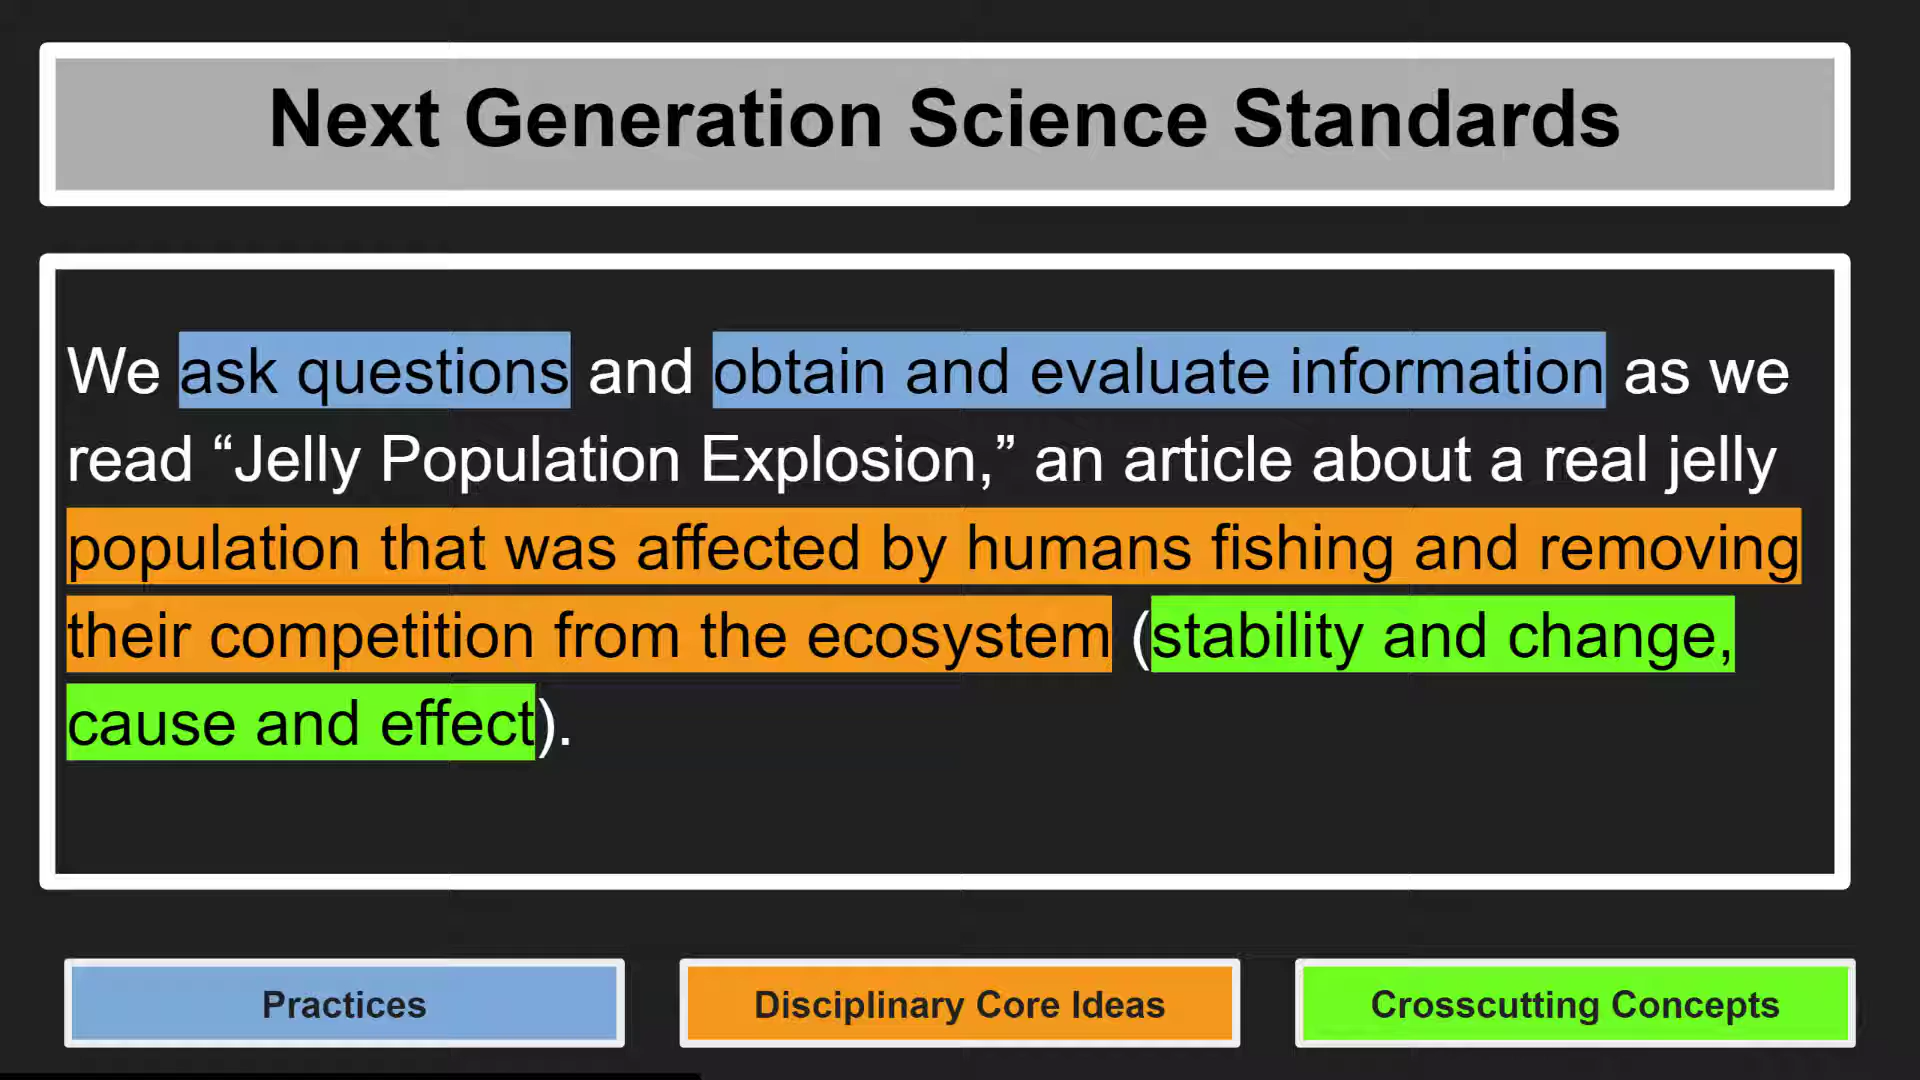 Next Generation Science Standards
We ask questions and obtain and evaluate information as we
read “Jelly Population Explosion,” an article about a real jelly
population that was affected by humans fishing and removing
their competition from the ecosystem (stability and change,
cause and effect).
Practices
Disciplinary Core Ideas
Crosscutting Concepts